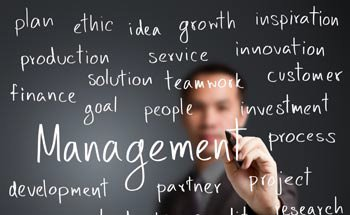 plan ethic idea growth inspiration
production service innovation
solution teamwork customer
finance goal people investment
Management process
development partner project
research